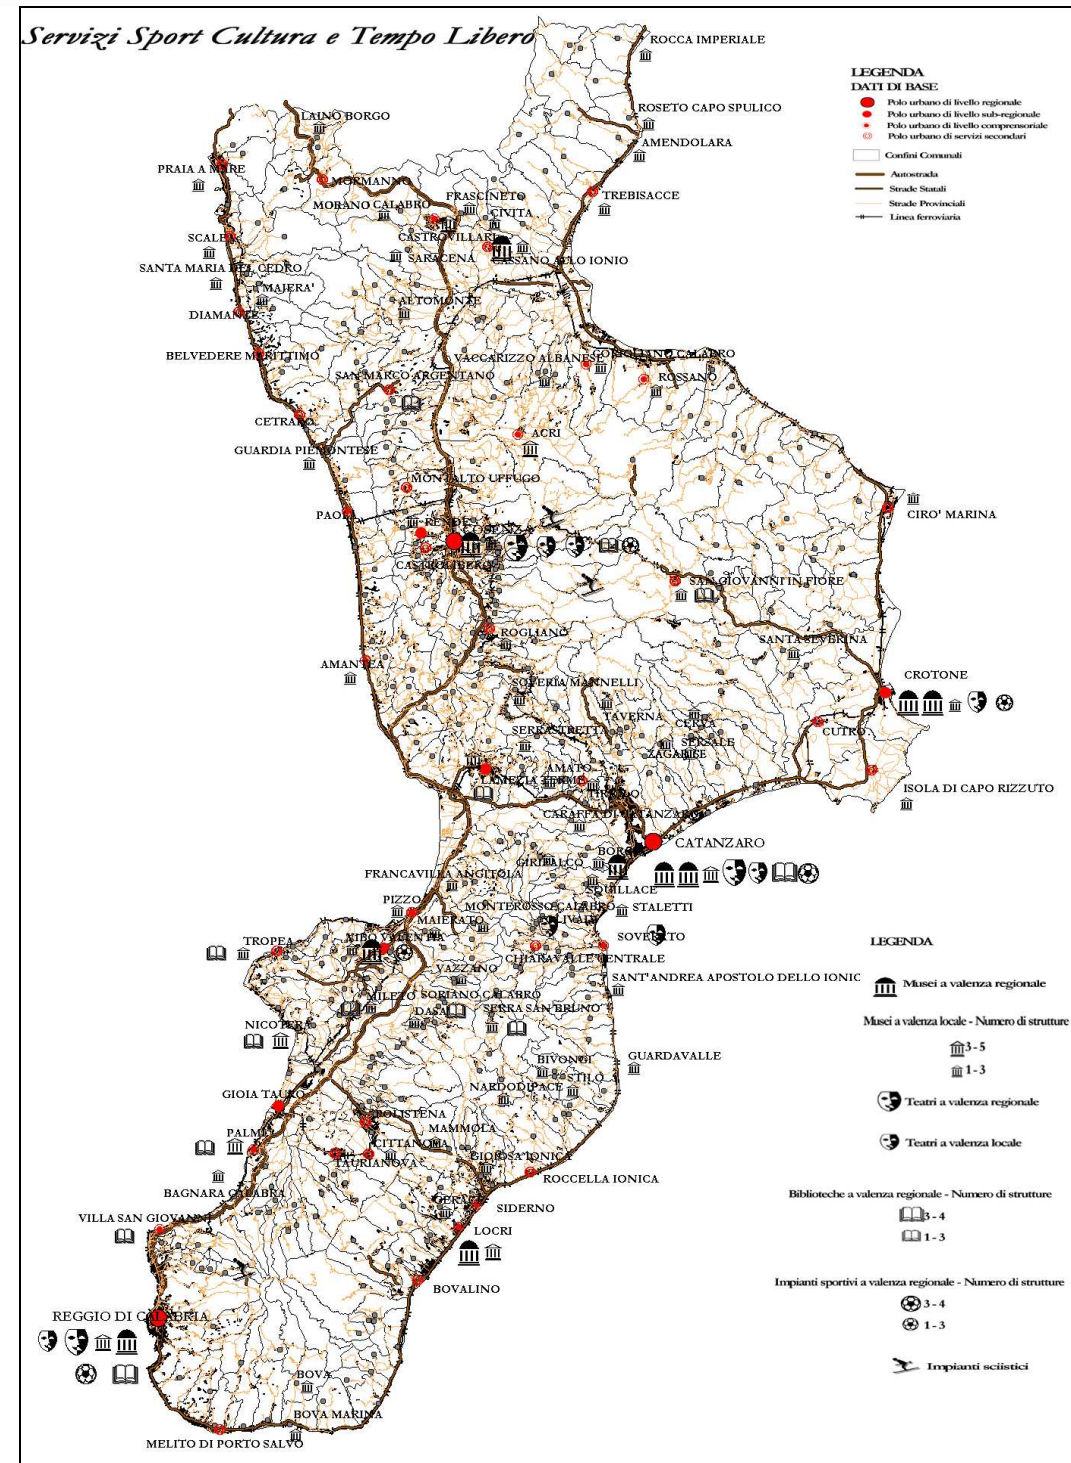 Servizi Sport Cultura e Tempo Libero
ROCCA IMPERIALE
LEGENDA
DATI DI BASE
Polo urbano di livello regionale
Polo urbano di livello sub-regionale
Polo urbano di livello comprensoriale
Polo urbano di servizi secondari
Confini Comunali
Autostrada
Strade Statali
Strade Provinciali
Linea ferroviaria
ROSETO CAPO SPULICO
LAINO BORGO
AMENDOLARA
PRAIA A MARE
MORMANNO
FRASCINETO
TREBISACCE
MORANO CALABRO
CIVITA
SCALEA
CASTROVILLARI
SARACENA
CASSANO ALLO IONIO
SANTA MARIA DEL CEDRO
MAJERA'
ALTOMONTE
DIAMANTE
BELVEDERE MARITTIMO
VACCARIZZO ALBANESE
CORIGLIANO CALABRO
SAN MARCO ARGENTANO
ROSSANO
CETRARO
ACRI
GUARDIA PIEMONTESE
MONTALTO UFFUGO
PAOLA
CIRO' MARINA
RENDE
COSENZA
CASTROLIBERO
SAN GIOVANNI IN FIORE
ROGLIANO
SANTA SEVERINA
AMANTEA
CROTONE
SOVERIA MANNELLI
TAVERNA
CERVA
SERRASTRETTA
CUTRO
SERSALE
ZAGARISE
AMATO
LAMEZIA TERME
TIRIOLO
ISOLA DI CAPO RIZZUTO
CARAFFA DI CATANZARO
CATANZARO
GIRIFALCO
FRANCAVILLA ANGITOLA
SQUILLACE
PIZZO
MONTEROSSO CALABRO
STALETTI
MAIERATO
TROPEA
VIBO VALENTIA
SOVERATO
CHIARAVALLE CENTRALE
VAZZANO
SANT'ANDREA APOSTOLO DELLO IONIO
MILETO
SORIANO CALABRO
DASA'
SERRA SAN BRUNO
NICOTERA
BIVONGI
GUARDAVALLE
STILO
NARDODIPACE
GIOIA TAURO
POLISTENA
MAMMOLA
PALMI
CITTANOVA
TAURIANOVA
GIOIOSA IONICA
ROCCELLA IONICA
BAGNARA CALABRA
GERACE
SIDERNO
VILLA SAN GIOVANNI
LOCRI
BOVALINO
REGGIO DI CALABRIA
BOVA
BOVA MARINA
MELITO DI PORTO SALVO
LEGENDA
Musei a valenza regionale
Musei a valenza locale - Numero di strutture
3 - 5
1 - 3
Teatri a valenza regionale
Teatri a valenza locale
Biblioteche a valenza regionale - Numero di strutture
3 - 4
1 - 3
Impianti sportivi a valenza regionale - Numero di strutture
3 - 4
1 - 3
Impianti sciistici